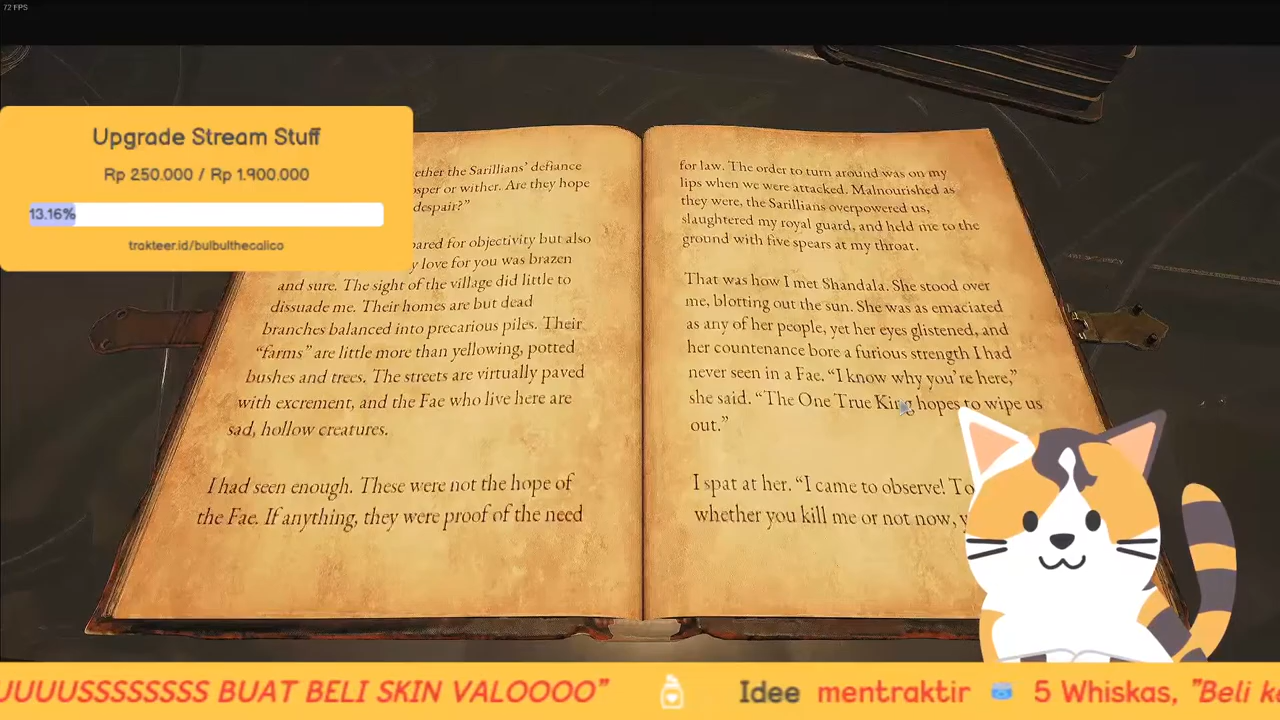 72 FPS
Upgrade Stream Stuff
Rp 250.000 / Rp 1.900.000
13.16%
trakteer.id/bulbulthecalico
ether the Sarillians' defiance
osper or wither. Are they hope
despair?"
pared for objectivity but also
y love for you was brazen
and sure. The sight of the village did little to
dissuade me. Their homes are but dead
branches balanced into precarious piles. Their
"farms" are little more than yellowing, potted
bushes and trees. The streets are virtually paved
with excrement, and the Fae who live here are
sad, hollow creatures.
I had seen enough. These were not the hope of
the Fae. If anything, they were proof of the need
for law. The order to turn around was on my
lips when we were attacked. Malnourished as
they were, the Sarillians overpowered us,
slaughtered my royal guard, and held me to the
ground with five spears at my throat.
That was how I met Shandala. She stood over
me, blotting out the sun. She was as emaciated
as any of her people, yet her eyes glistened, and
her countenance bore a furious strength I had
never seen in a Fae. "I know why you're here,"
she said. "The One True King hopes to wipe us
out."
I spat at her. "I came to observe! To
whether you kill me or not now,
UUUUSSSSSSSS BUAT BELI SKIN VALOOOO"
Idee mentraktir 5 Whiskas, "Beli ke